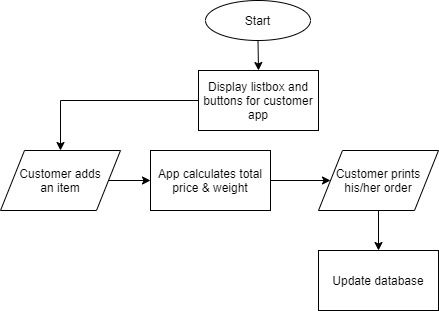 Start
Display listbox and
buttons for customer
app
Customer adds
an item
App calculates total
price & weight
Customer prints
his/her order
Update database